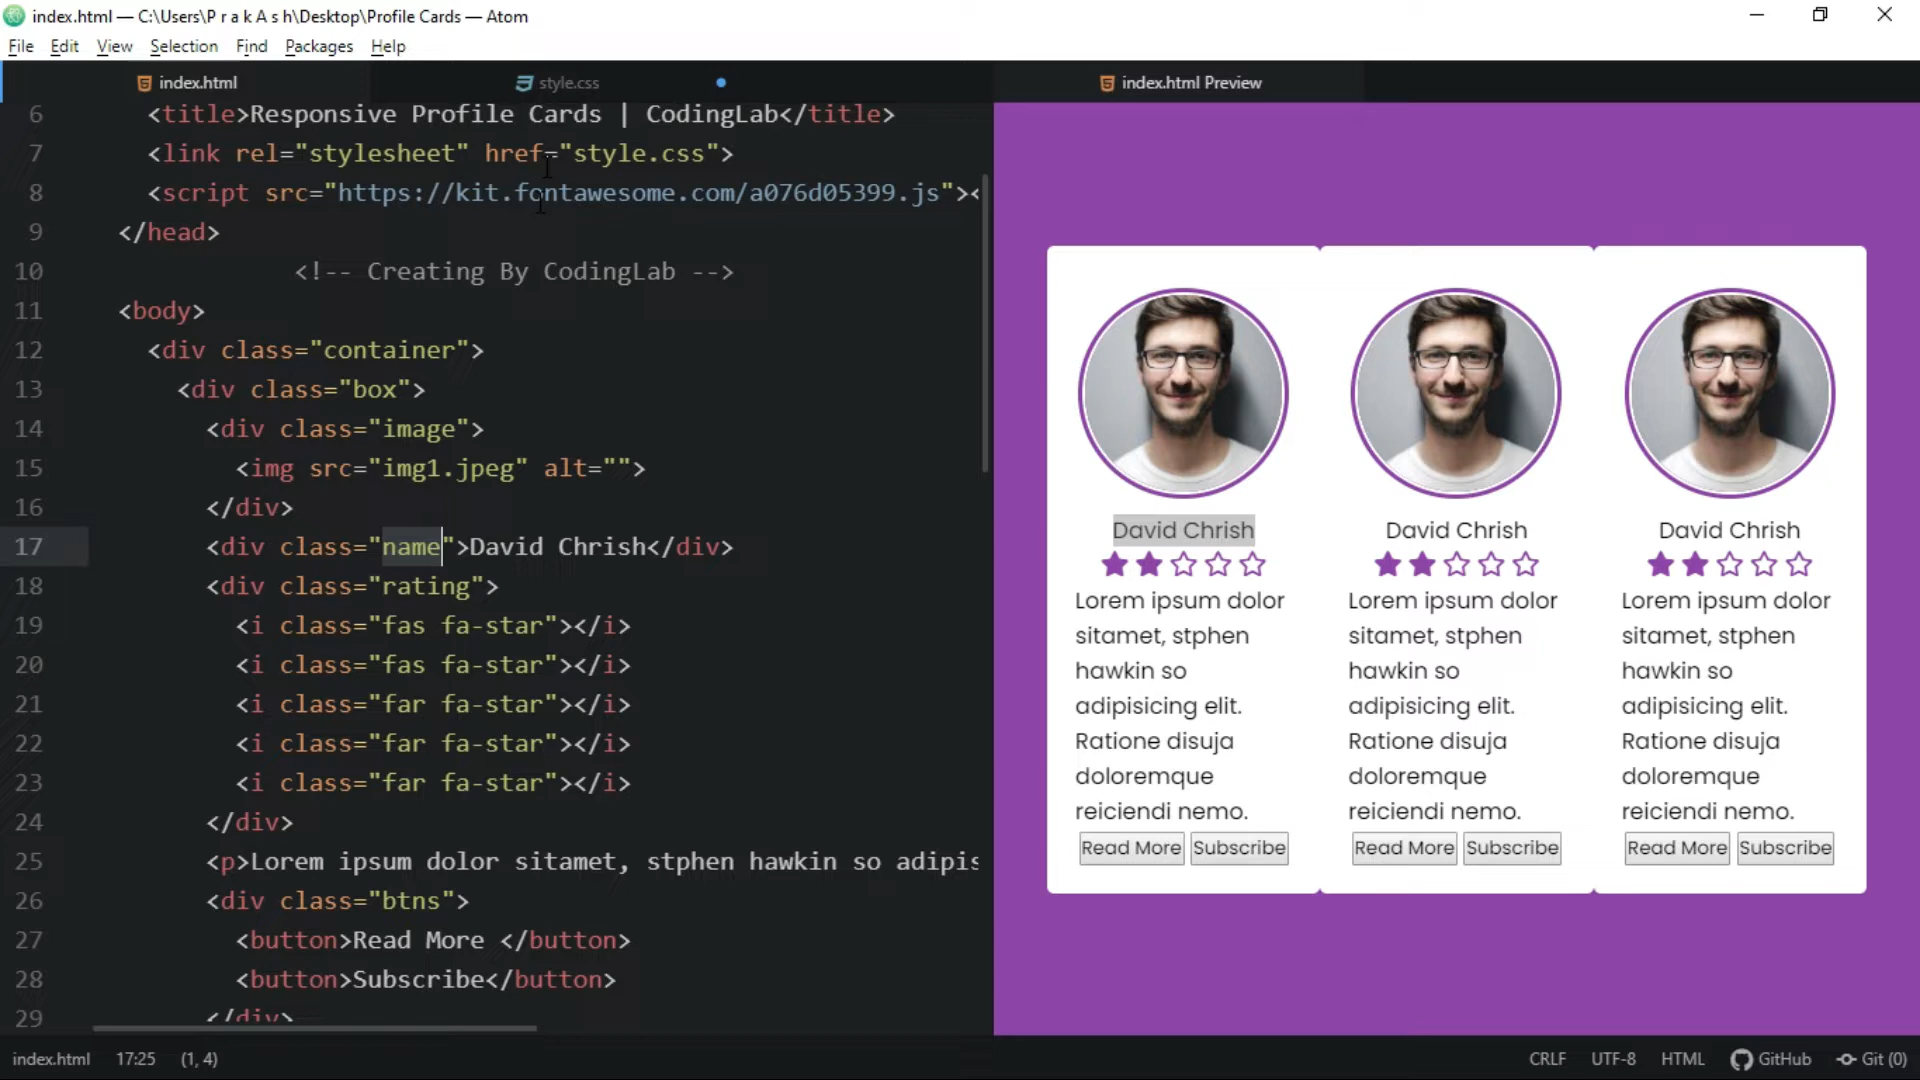 index.html — C:\Users\P r a k A s h\Desktop\Profile Cards — Atom
File Edit View Selection Find Packages Help
index.html
style.css
index.html Preview
6 <title>Responsive Profile Cards | CodingLab</title>
7 <link rel="stylesheet" href="style.css">
8 <script src="https://kit.fontawesome.com/a076d05399.js"><
9 </head>
10 <!-- Creating By CodingLab -->
11 <body>
12 <div class="container">
13 <div class="box">
14 <div class="image">
15 <img src="img1.jpeg" alt="">
16 </div>
17 <div class="name">David Chrish</div>
18 <div class="rating">
19 <i class="fas fa-star"></i>
20 <i class="fas fa-star"></i>
21 <i class="far fa-star"></i>
22 <i class="far fa-star"></i>
23 <i class="far fa-star"></i>
24 </div>
25 <p>Lorem ipsum dolor sitamet, stphen hawkin so adipis
26 <div class="btns">
27 <button>Read More </button>
28 <button>Subscribe</button>
29 </div>
David Chrish
Lorem ipsum dolor
sitamet, stphen
hawkin so
adipisicing elit.
Ratione disuja
doloremque
reiciendi nemo.
Read More Subscribe
David Chrish
Lorem ipsum dolor
sitamet, stphen
hawkin so
adipisicing elit.
Ratione disuja
doloremque
reiciendi nemo.
Read More Subscribe
David Chrish
Lorem ipsum dolor
sitamet, stphen
hawkin so
adipisicing elit.
Ratione disuja
doloremque
reiciendi nemo.
Read More Subscribe
index.html 17:25 (1, 4) CRLF UTF-8 HTML GitHub Git (0)